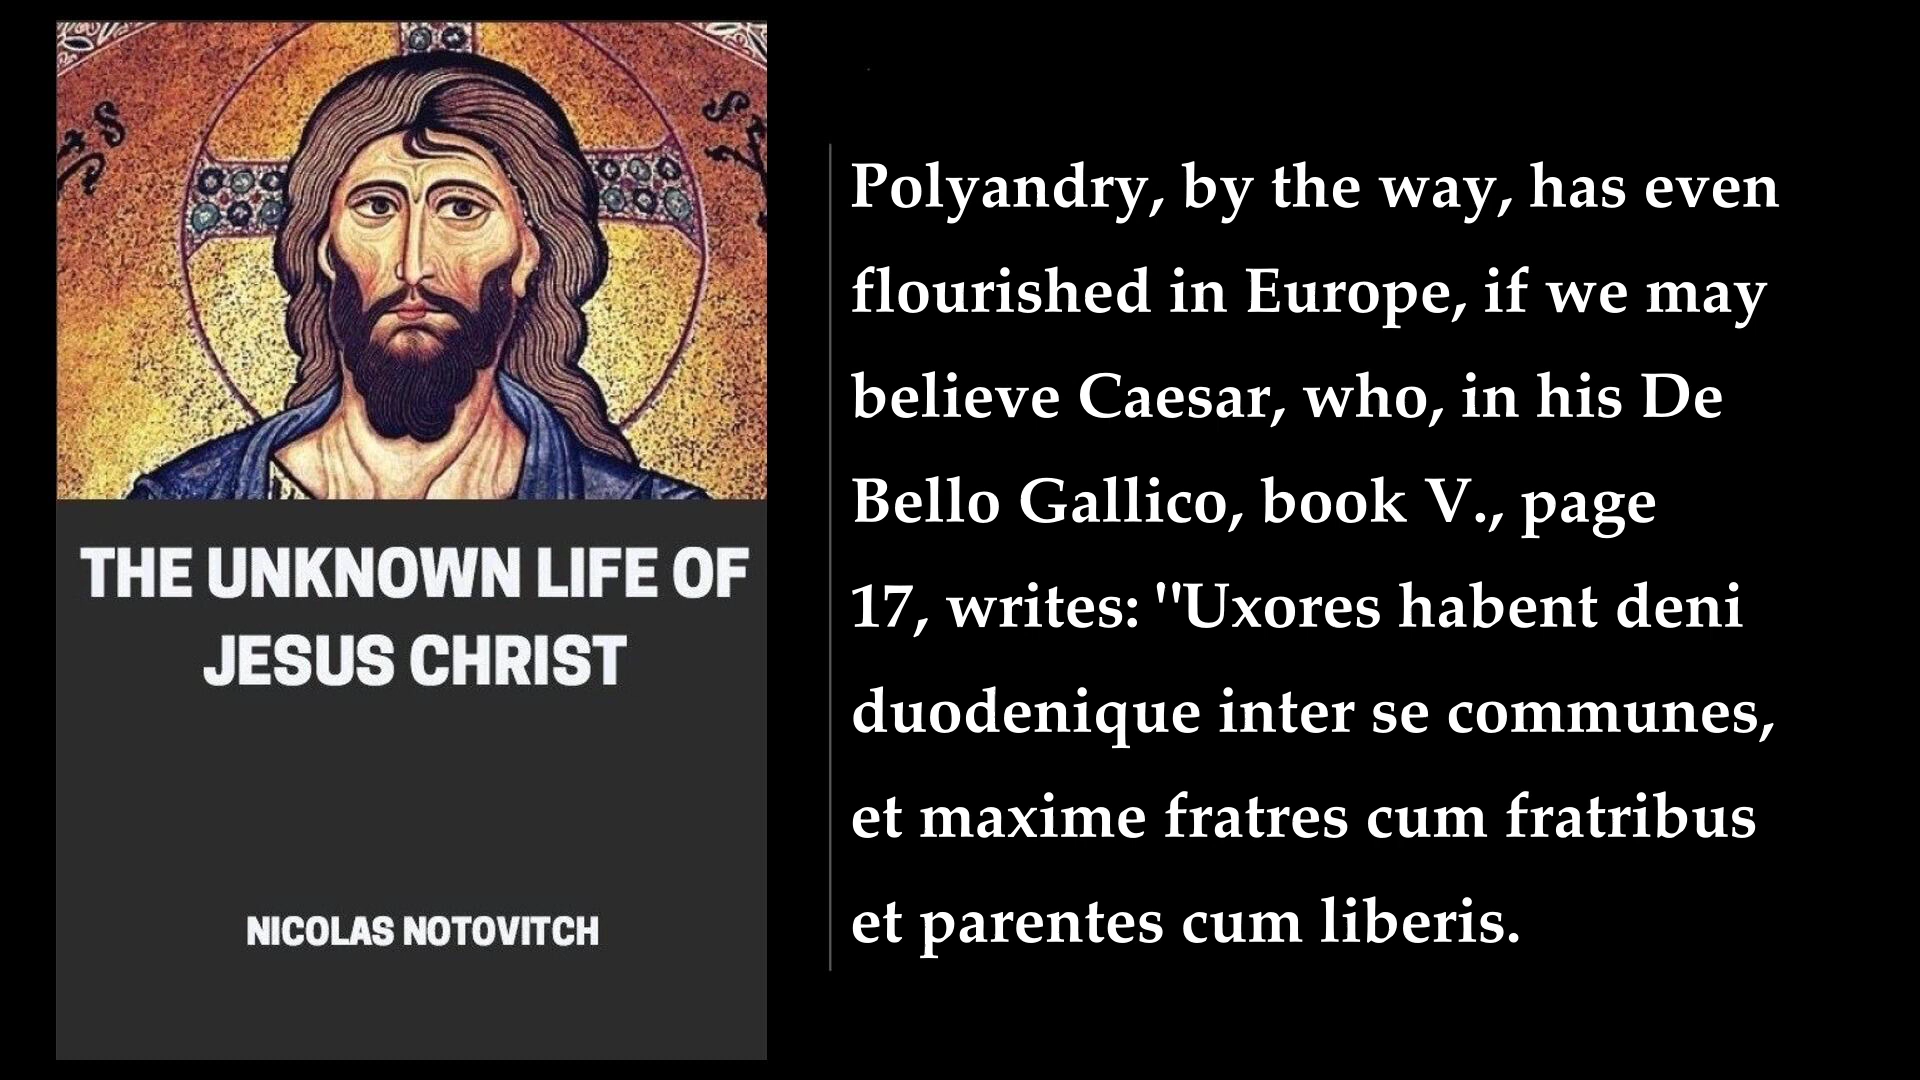 THE UNKNOWN LIFE OF
JESUS CHRIST
NICOLAS NOTOVITCH
Polyandry, by the way, has even
flourished in Europe, if we may
believe Caesar, who, in his De
Bello Gallico, book V., page
17, writes: "Uxores habent deni
duodenique inter se communes,
et maxime fratres cum fratribus
et parentes cum liberis.